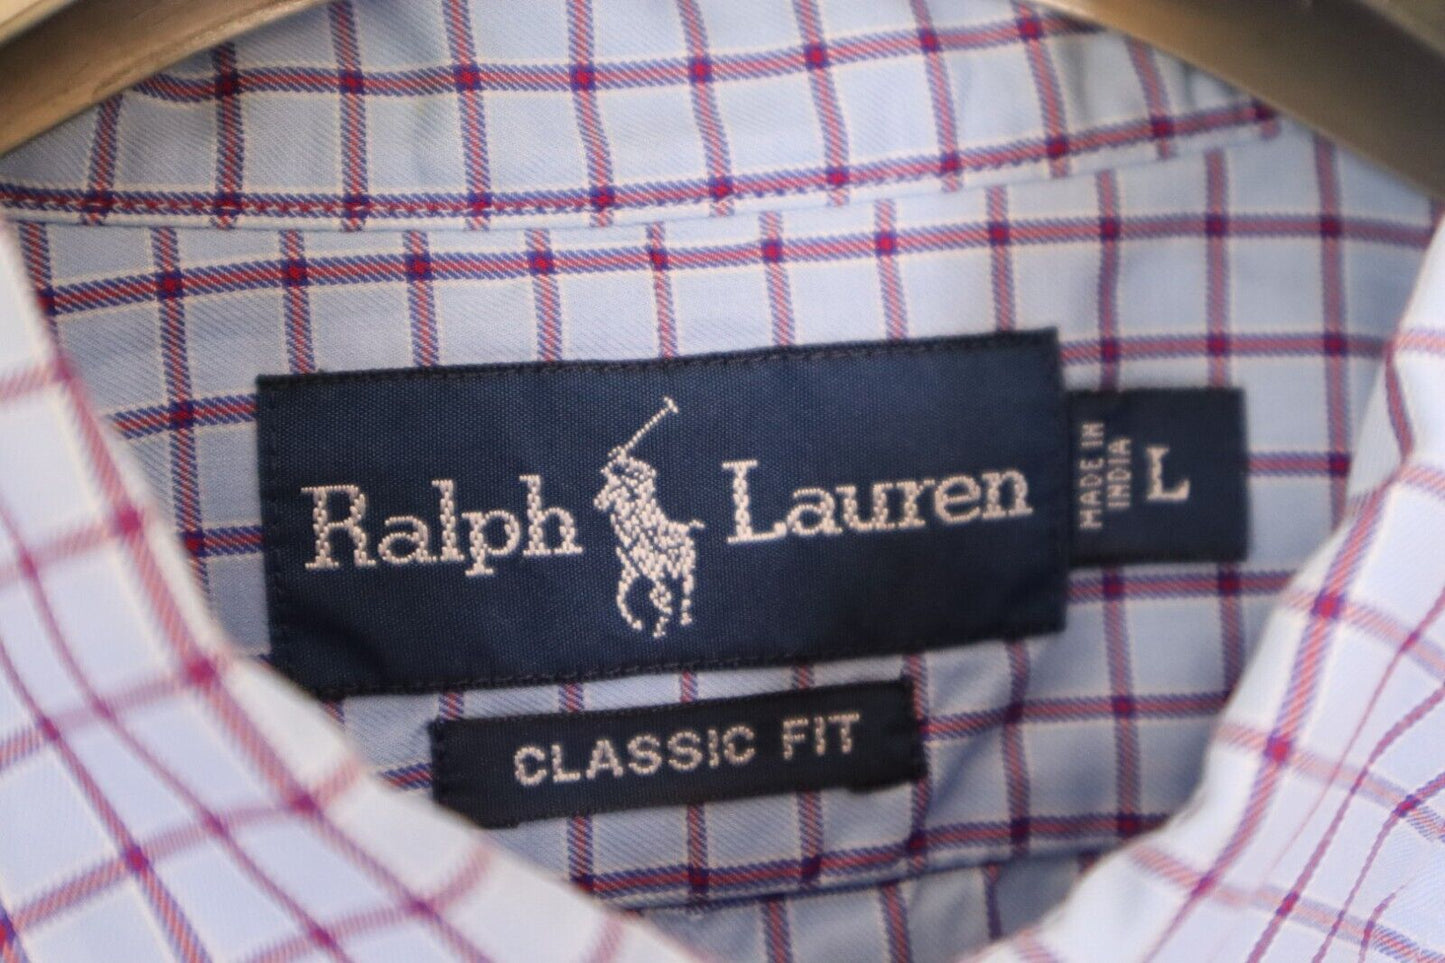 Ralph Lauren
MADE IN
INDIA
L
CLASSIC FIT